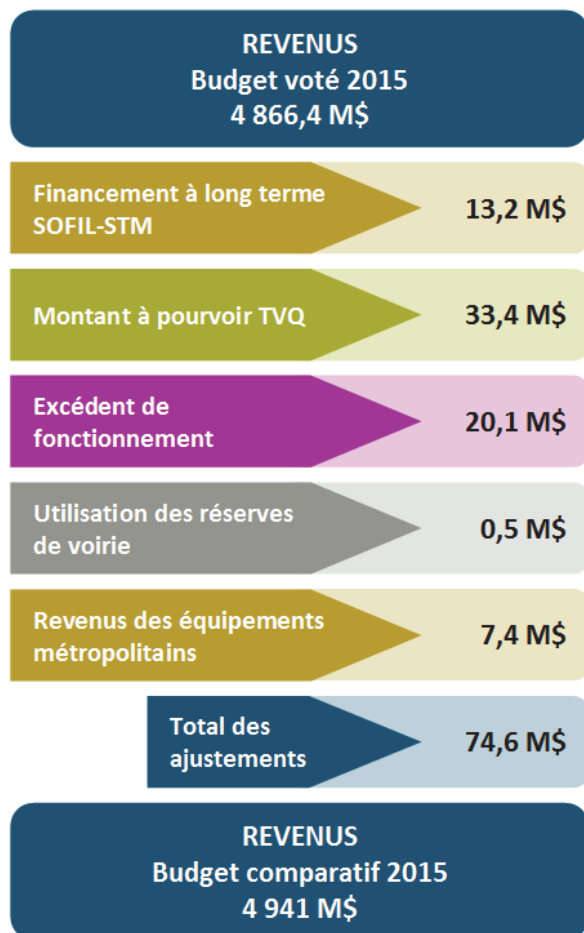 REVENUS
Budget voté 2015
4 866,4 M$
Financement à long terme
SOFIL-STM
13,2 M$
Montant à pourvoir TVQ
33,4 M$
Excédent de
fonctionnement
20,1 M$
Utilisation des réserves
de voirie
0,5 M$
Revenus des équipements
métropolitains
7,4 M$
Total des
ajustements
74,6 M$
REVENUS
Budget comparatif 2015
4 941 M$